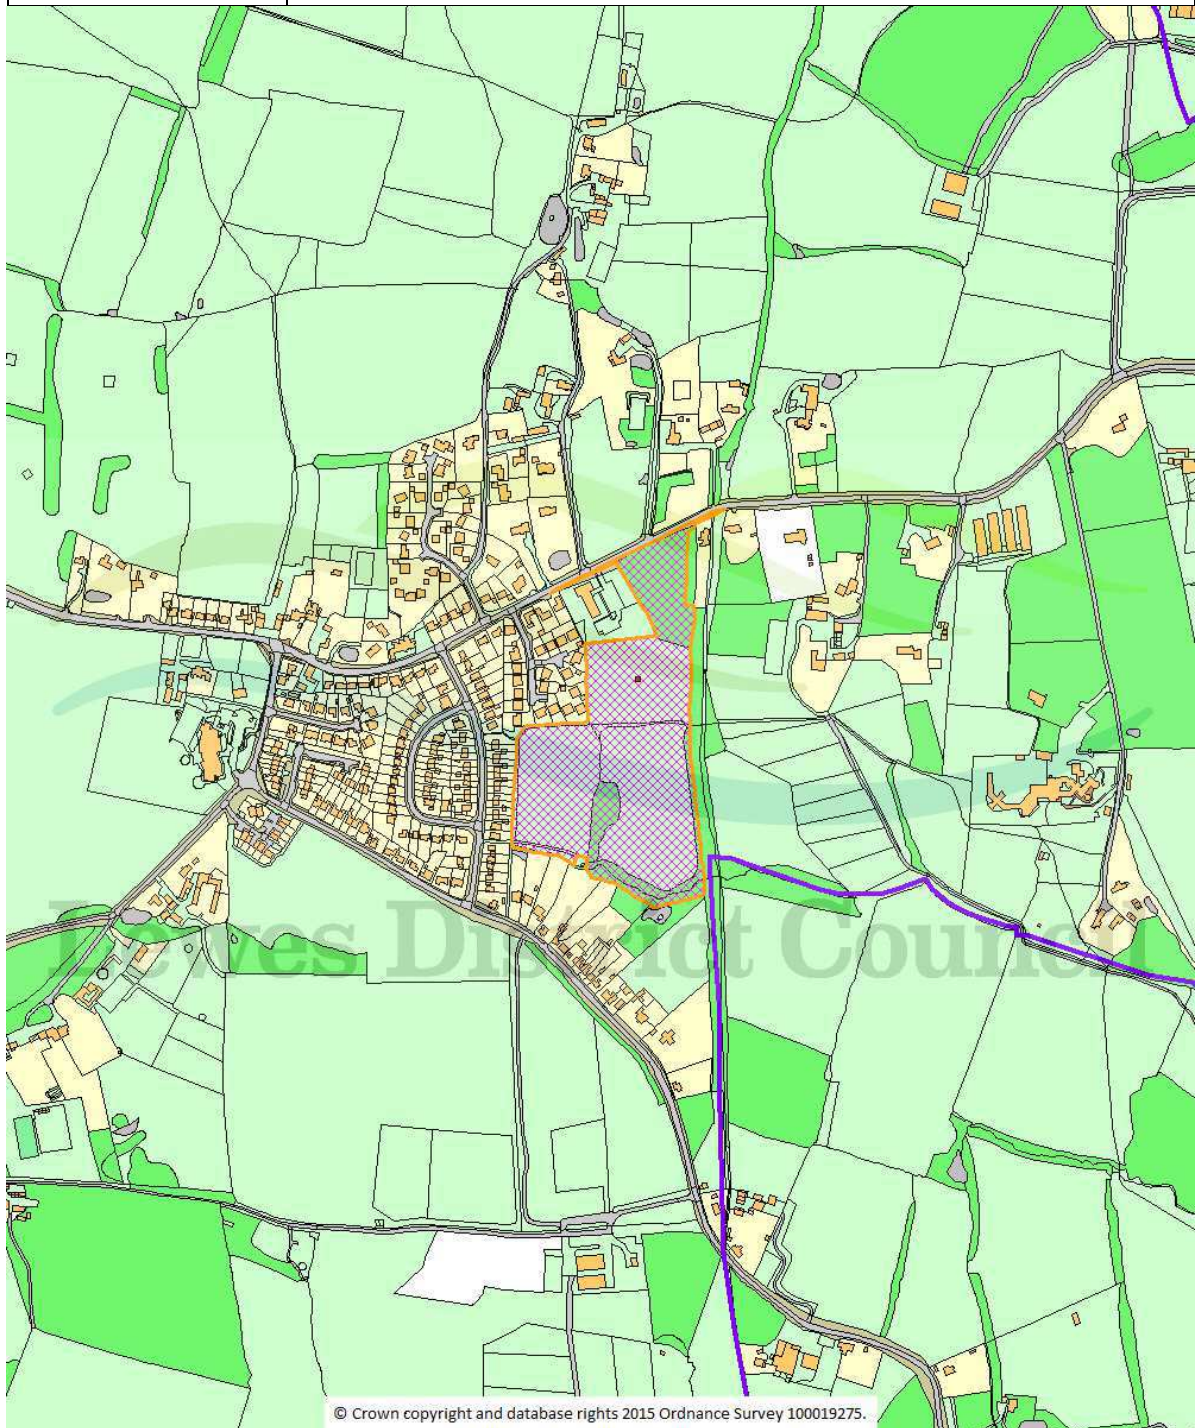 Lewes District Council
© Crown copyright and database rights 2015 Ordnance Survey 100019275.